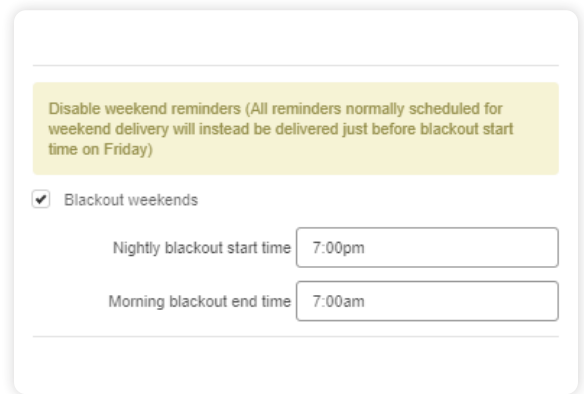 Disable weekend reminders (All reminders normally scheduled for
weekend delivery will instead be delivered just before blackout start
time on Friday)
Blackout weekends
Nightly blackout start time 7:00pm
Morning blackout end time 7:00am